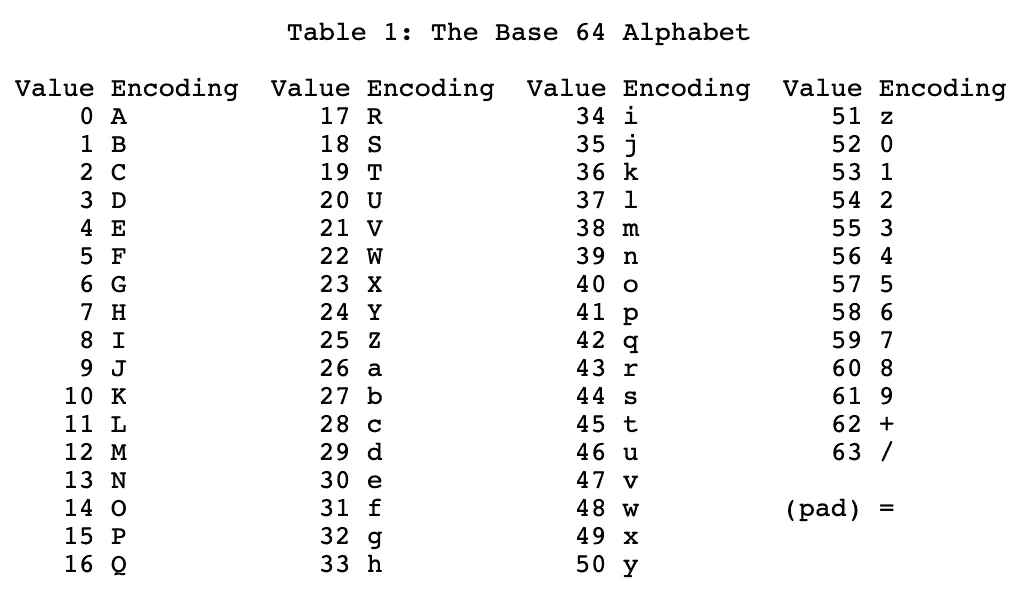 Table 1: The Base 64 Alphabet
Value Encoding  Value Encoding  Value Encoding  Value Encoding
0 A  17 R  34 i  51 z
1 B  18 S  35 j  52 0
2 C  19 T  36 k  53 1
3 D  20 U  37 l  54 2
4 E  21 V  38 m  55 3
5 F  22 W  39 n  56 4
6 G  23 X  40 o  57 5
7 H  24 Y  41 p  58 6
8 I  25 Z  42 q  59 7
9 J  26 a  43 r  60 8
10 K  27 b  44 s  61 9
11 L  28 c  45 t  62 +
12 M  29 d  46 u  63 /
13 N  30 e  47 v
14 O  31 f  48 w  (pad) =
15 P  32 g  49 x
16 Q  33 h  50 y